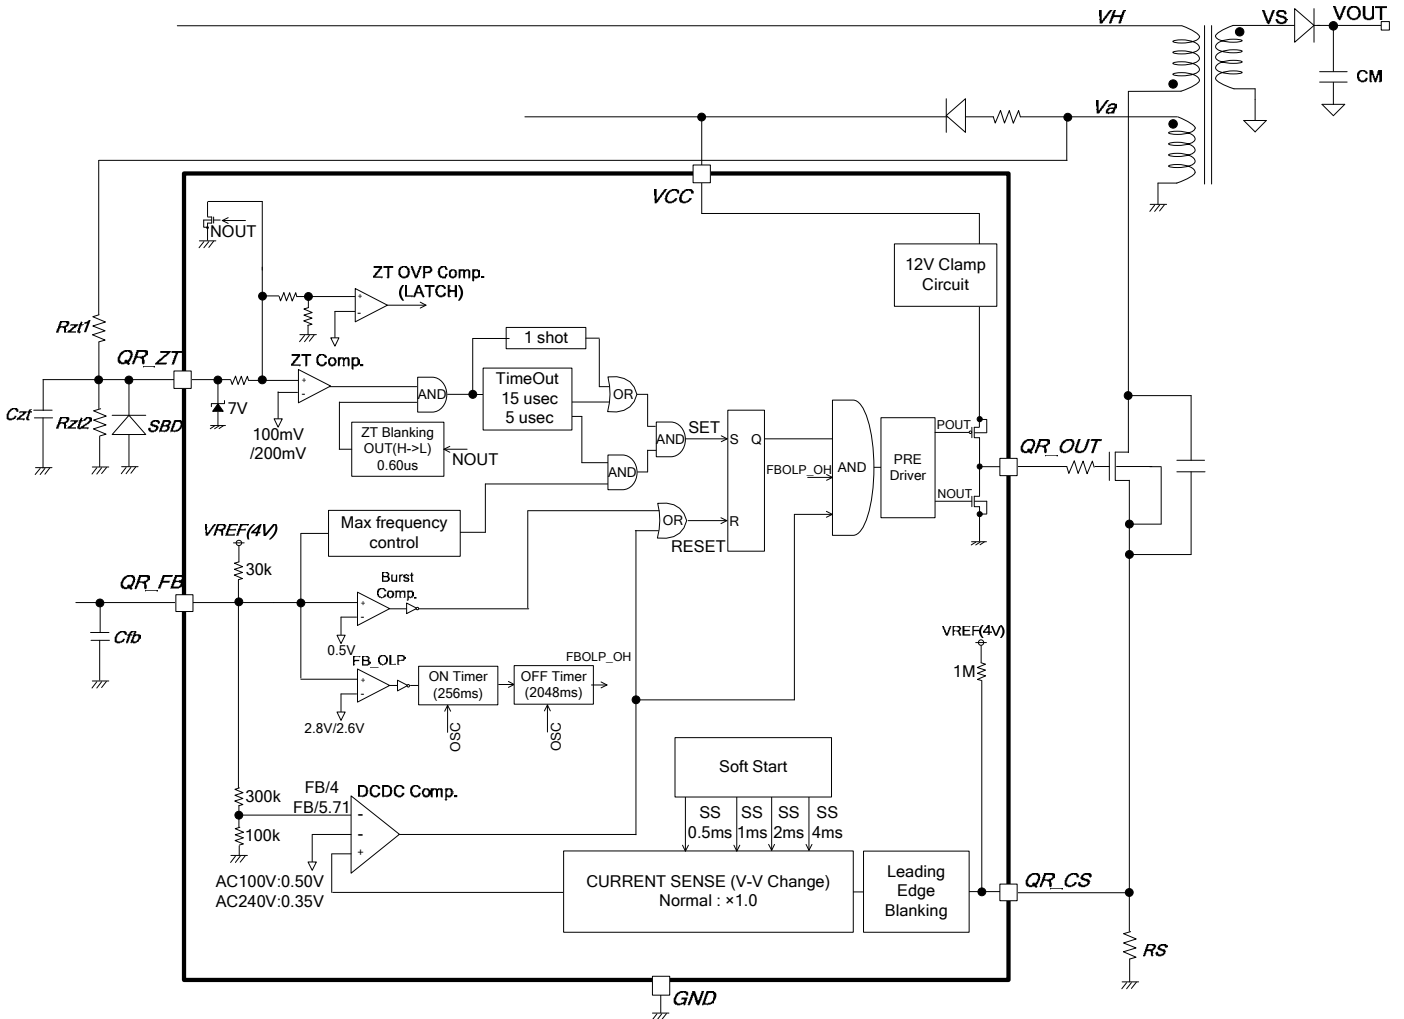 VH
VS
VOUT
CM
Va
VCC
NOUT
12V Clamp
Circuit
ZT OVP Comp.
(LATCH)
Rzt1
QR_ZT
ZT Comp.
1 shot
TimeOut
15 usec
5 usec
AND
OR
7V
Czt
Rzt2
SBD
100mV
/200mV
ZT Blanking
OUT(H->L)
0.60us
NOUT
AND
SET
S
Q
AND
FBOLP_OH
AND
PRE
Driver
POUT
NOUT
QR_OUT
VREF(4V)
30k
Max frequency
control
OR
R
RESET
QR_FB
Cfb
Burst
Comp.
0.5V
FB_OLP
2.8V/2.6V
ON Timer
(256ms)
OFF Timer
(2048ms)
FBOLP_OH
OSC
OSC
VREF(4V)
1M
Soft Start
SS
0.5ms
SS
1ms
SS
2ms
SS
4ms
300k
100k
FB/4
FB/5.71
DCDC Comp.
AC100V:0.50V
AC240V:0.35V
CURRENT SENSE (V-V Change)
Normal : ×1.0
Leading
Edge
Blanking
QR_CS
RS
GND